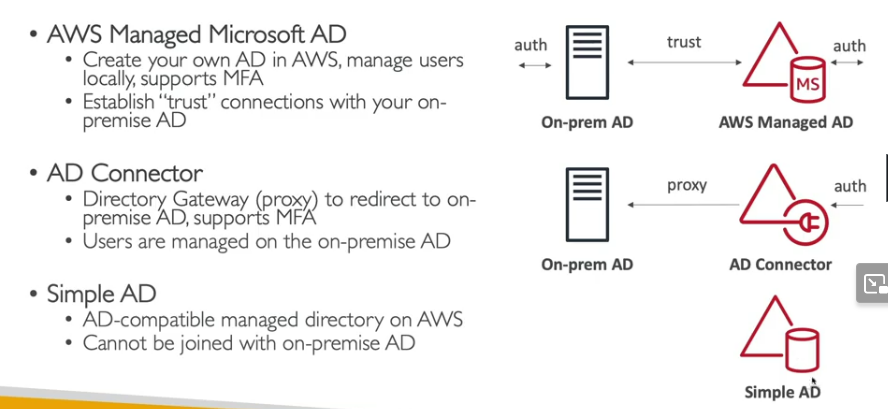 • AWS Managed Microsoft AD
• Create your own AD in AWS, manage users
locally, supports MFA
• Establish “trust” connections with your on-
premise AD
auth
trust
auth
MS
On-prem AD
AWS Managed AD
• AD Connector
• Directory Gateway (proxy) to redirect to on-
premise AD, supports MFA
• Users are managed on the on-premise AD
proxy
auth
On-prem AD
AD Connector
• Simple AD
• AD-compatible managed directory on AWS
• Cannot be joined with on-premise AD
Simple AD